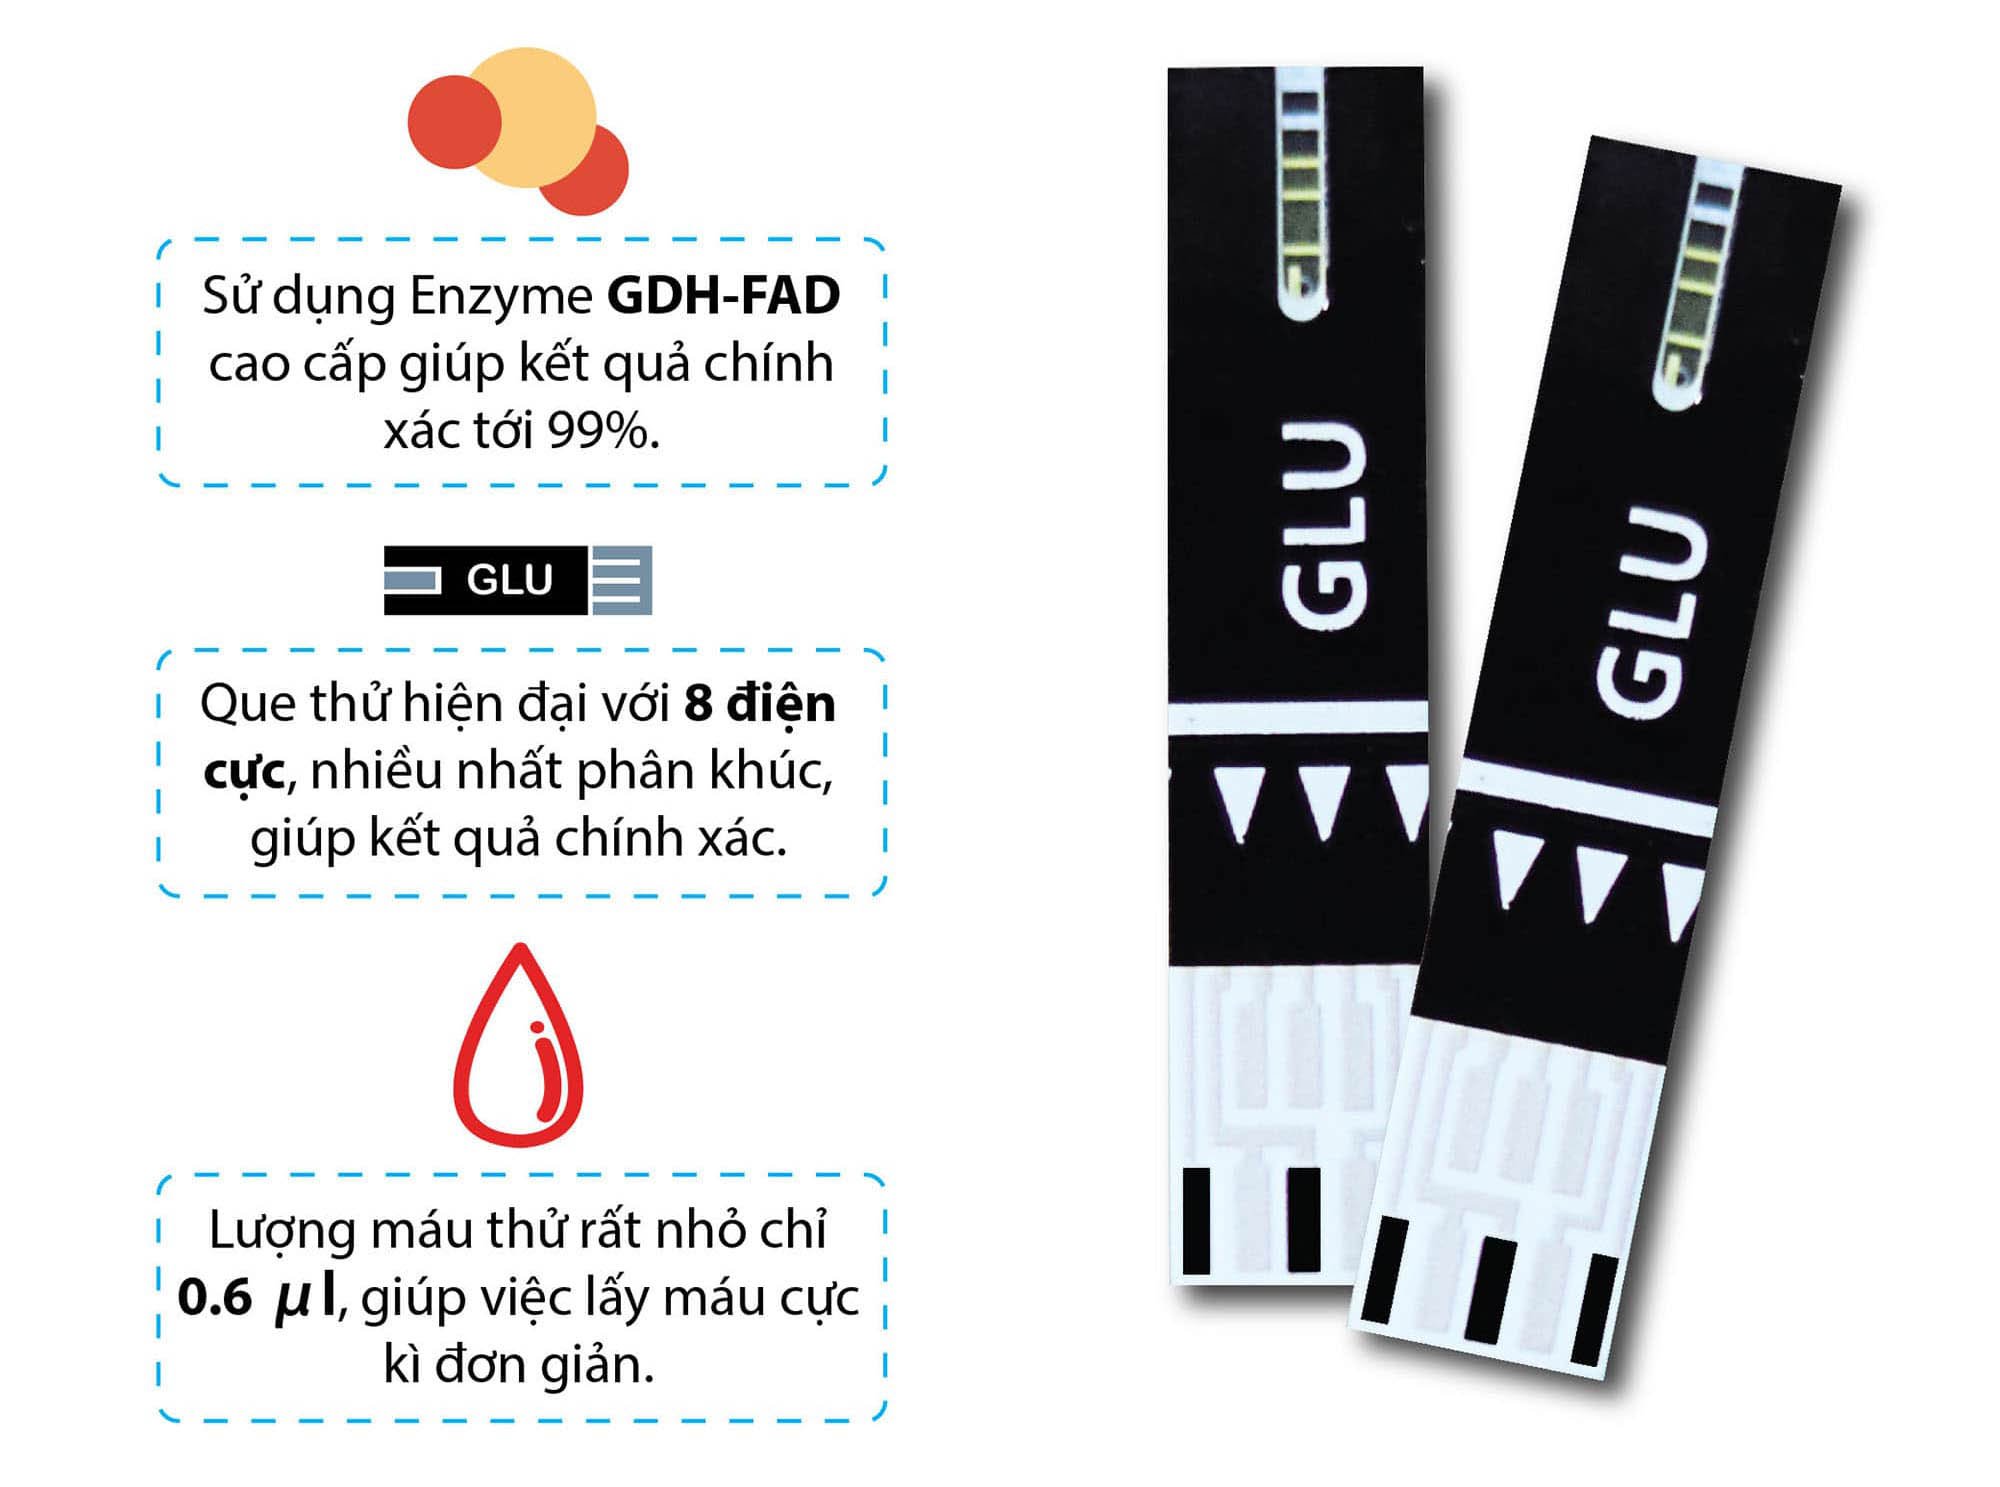 Sử dụng Enzyme GDH-FAD
cao cấp giúp kết quả chính
xác tới 99%.
GLU
Que thử hiện đại với 8 điện
cực, nhiều nhất phân khúc,
giúp kết quả chính xác.
Lượng máu thử rất nhỏ chỉ
0.6 μl, giúp việc lấy máu cực
kì đơn giản.
GLU
GLU